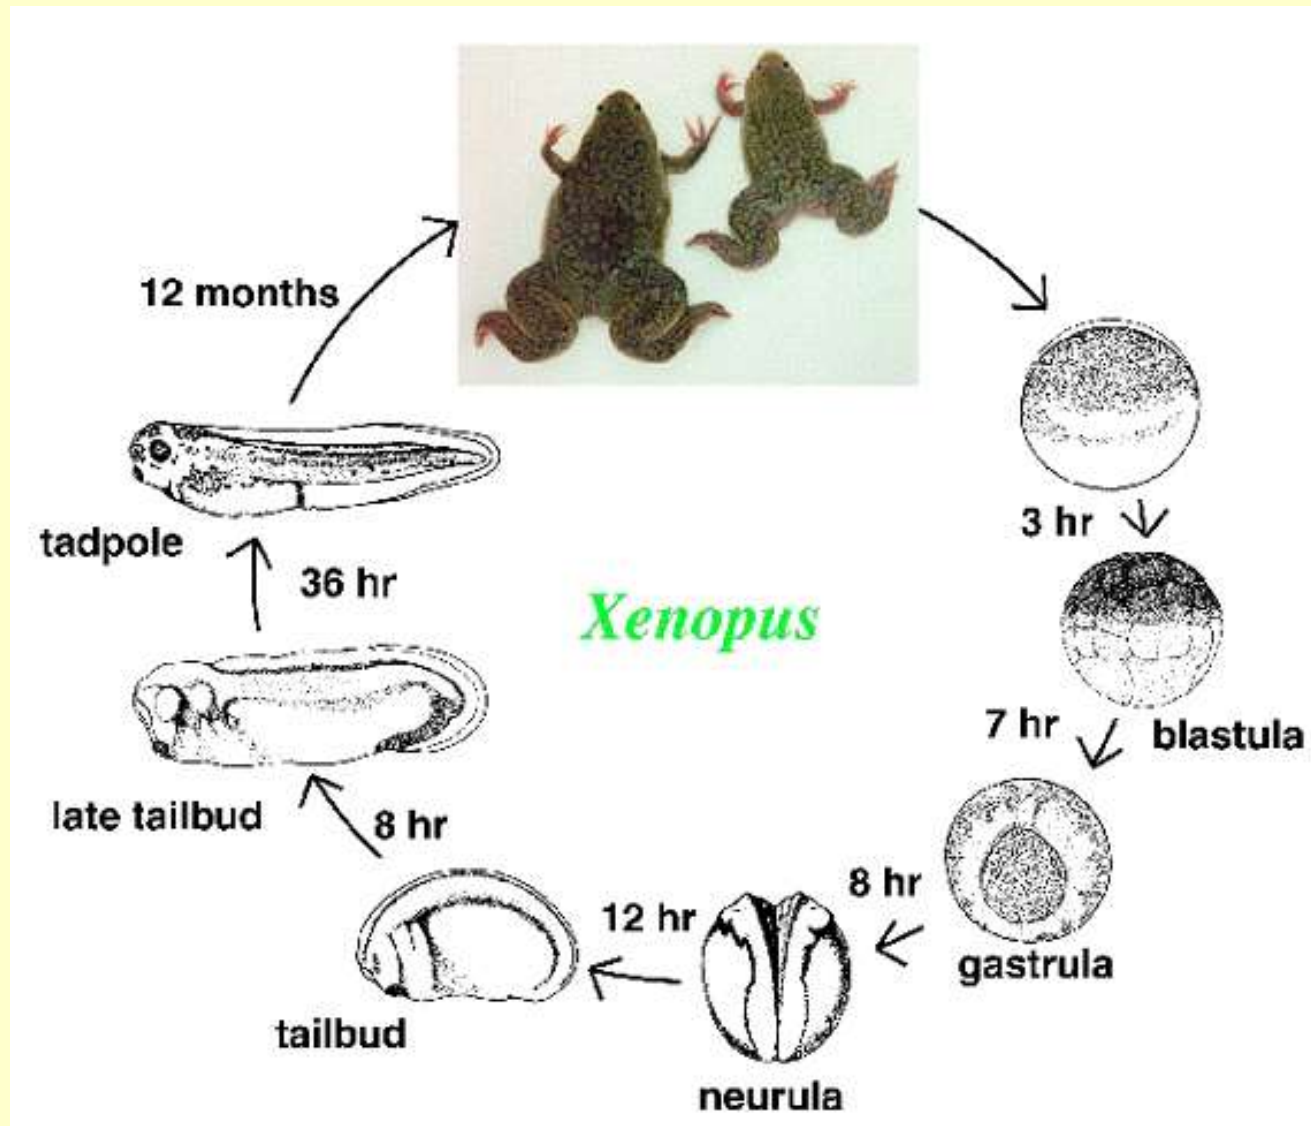 12 months
3 hr
tadpole
36 hr
Xenopus
7 hr
blastula
late tailbud
8 hr
8 hr
12 hr
gastrula
tailbud
neurula